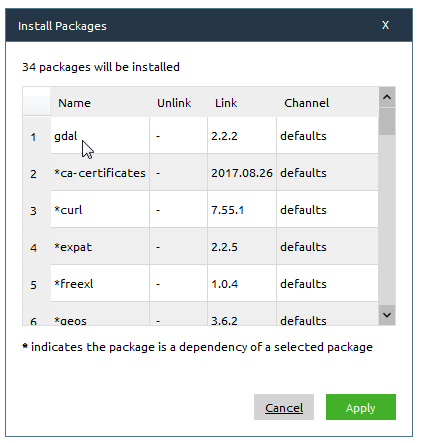 Install Packages X
34 packages will be installed
Name Unlink Link Channel
1 gdal - 2.2.2 defaults
2 *ca-certificates - 2017.08.26 defaults
3 *curl - 7.55.1 defaults
4 *expat - 2.2.5 defaults
5 *freexl - 1.0.4 defaults
6 *geos - 3.6.2 defaults
* indicates the package is a dependency of a selected package
Cancel Apply